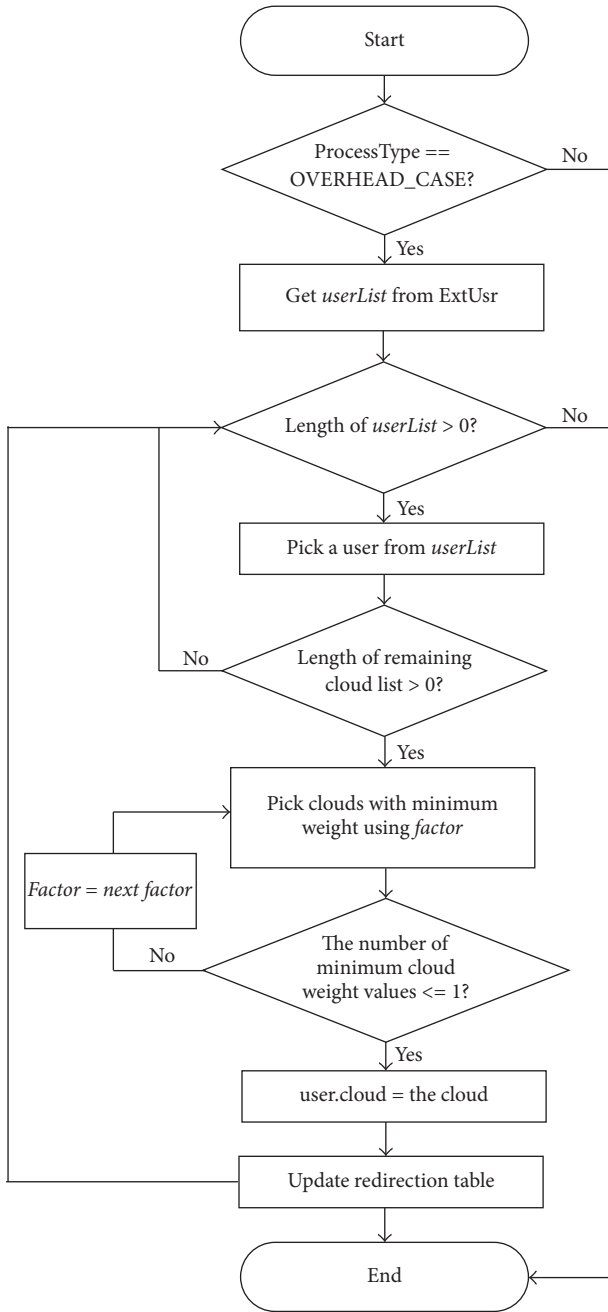 Start
ProcessType ==
OVERHEAD_CASE?
No
Yes
Get userList from ExtUsr
Length of userList > 0?
No
Yes
Pick a user from userList
No
Length of remaining
cloud list > 0?
Yes
Pick clouds with minimum
weight using factor
Factor = next factor
No
The number of
minimum cloud
weight values <= 1?
Yes
user.cloud = the cloud
Update redirection table
End